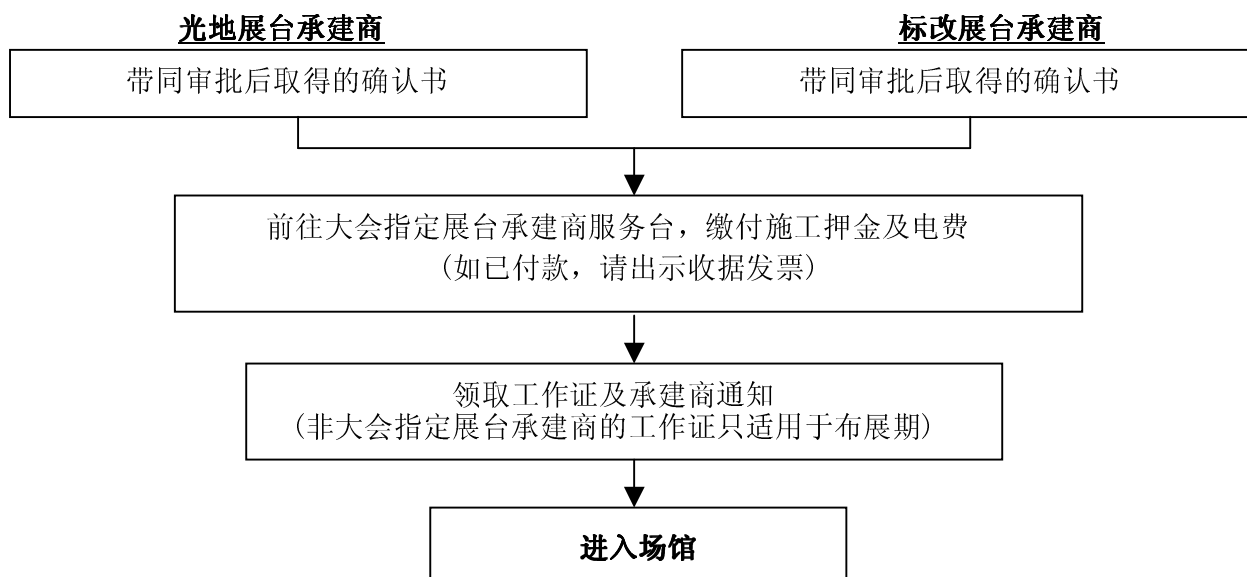 光地展台承建商
标改展台承建商
带同审批后取得的确认书
带同审批后取得的确认书
前往大会指定展台承建商服务台，缴付施工押金及电费
(如已付款，请出示收据发票)
领取工作证及承建商通知
(非大会指定展台承建商的工作证只适用于布展期)
进入场馆